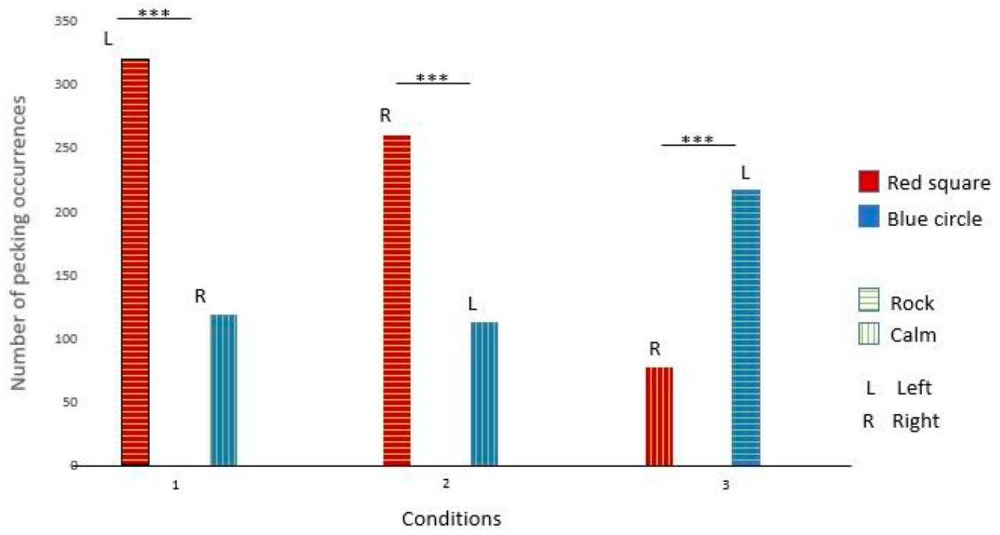 350
***
L
300
***
R
250
***
L
200
150
R
L
100
R
50
0
1
2
3
Number of pecking occurrences
Conditions
Red square
Blue circle
Rock
Calm
L Left
R Right